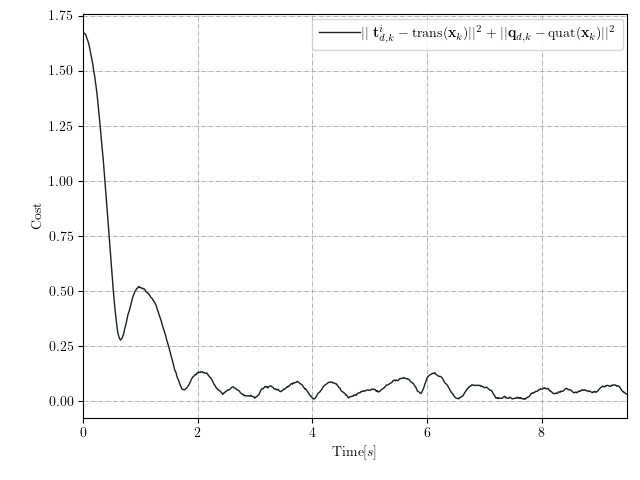 1.75
|| t^i_{d,k} − trans(x_k)||^2 + ||q_{d,k} − quat(x_k)||^2
1.50
1.25
1.00
Cost
0.75
0.50
0.25
0.00
0 2 4 6 8
Time[s]